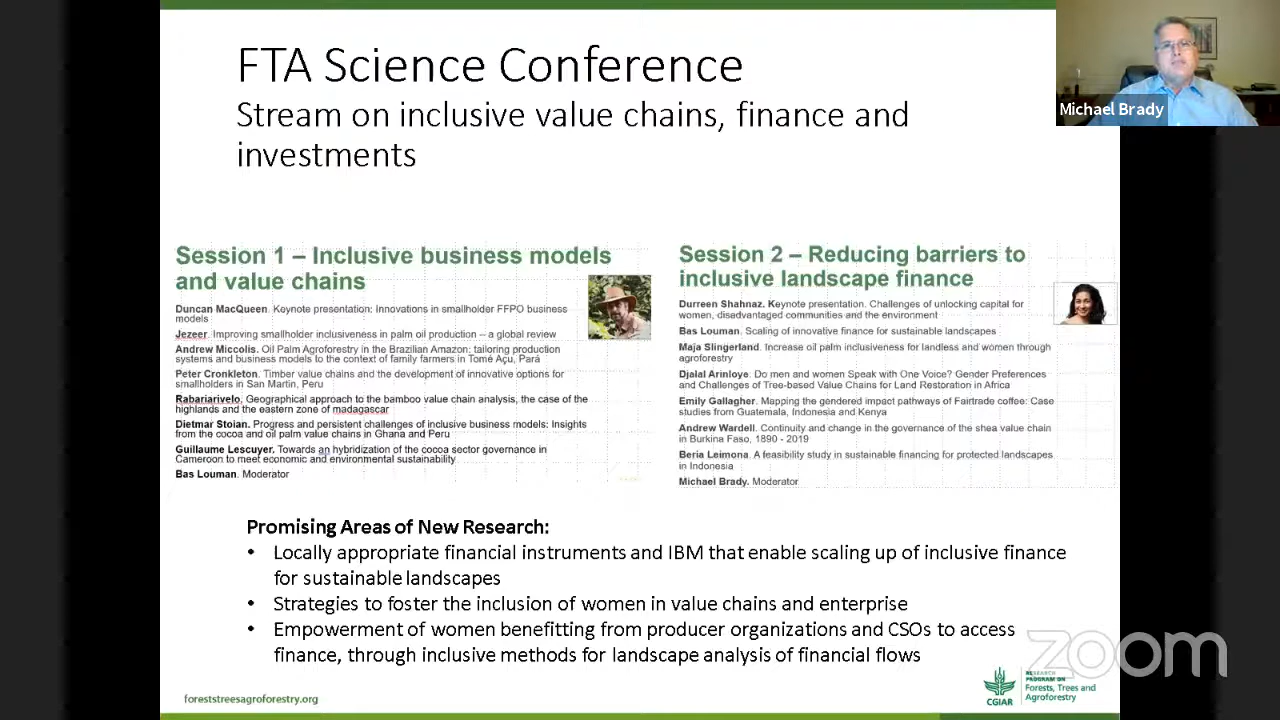 FTA Science Conference
Stream on inclusive value chains, finance and
investments
Michael Brady
Session 1 – Inclusive business models
and value chains
Duncan MacQueen. Keynote presentation: Innovations in smallholder FFPO business
models
Jezeer. Improving smallholder inclusiveness in palm oil production – a global review
Andrew Miccolis. Oil Palm Agroforestry in the Brazilian Amazon: tailoring production
systems and business models to the context of family farmers in Tomé Açu, Pará
Peter Cronkleton. Timber value chains and the development of innovative options for
smallholders in San Martin, Peru
Rabariarivelo. Geographical approach to the bamboo value chain analysis, the case of the
highlands and the eastern zone of madagascar
Dietmar Stoian. Progress and persistent challenges of inclusive business models: Insights
from the cocoa and oil palm value chains in Ghana and Peru
Guillaume Lescuyer. Towards an hybridization of the cocoa sector governance in
Cameroon to meet economic and environmental sustainability
Bas Louman. Moderator
Session 2 – Reducing barriers to
inclusive landscape finance
Durreen Shahnaz. Keynote presentation. Challenges of unlocking capital for
women, disadvantaged communities and the environment
Bas Louman. Scaling of innovative finance for sustainable landscapes
Maja Slingerland. Increase oil palm inclusiveness for landless and women through
agroforestry
Djalal Arinloye. Do men and women Speak with One Voice? Gender Preferences
and Challenges of Tree-based Value Chains for Land Restoration in Africa
Emily Gallagher. Mapping the gendered impact pathways of Fairtrade coffee: Case
studies from Guatemala, Indonesia and Kenya
Andrew Wardell. Continuity and change in the governance of the shea value chain
in Burkina Faso, 1890 - 2019
Beria Leimona. A feasibility study in sustainable financing for protected landscapes
in Indonesia
Michael Brady. Moderator
Promising Areas of New Research:
• Locally appropriate financial instruments and IBM that enable scaling up of inclusive finance
for sustainable landscapes
• Strategies to foster the inclusion of women in value chains and enterprise
• Empowerment of women benefitting from producer organizations and CSOs to access
finance, through inclusive methods for landscape analysis of financial flows
zoom
foreststreesagroforestry.org
CGIAR
RESEARCH
PROGRAM ON
Forests, Trees and
Agroforestry